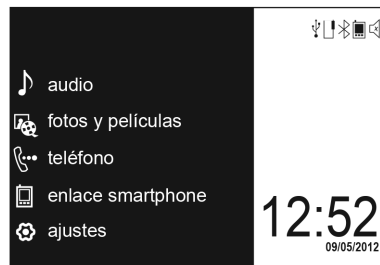 audio
fotos y películas
teléfono
enlace smartphone
ajustes
12:52
09/05/2012